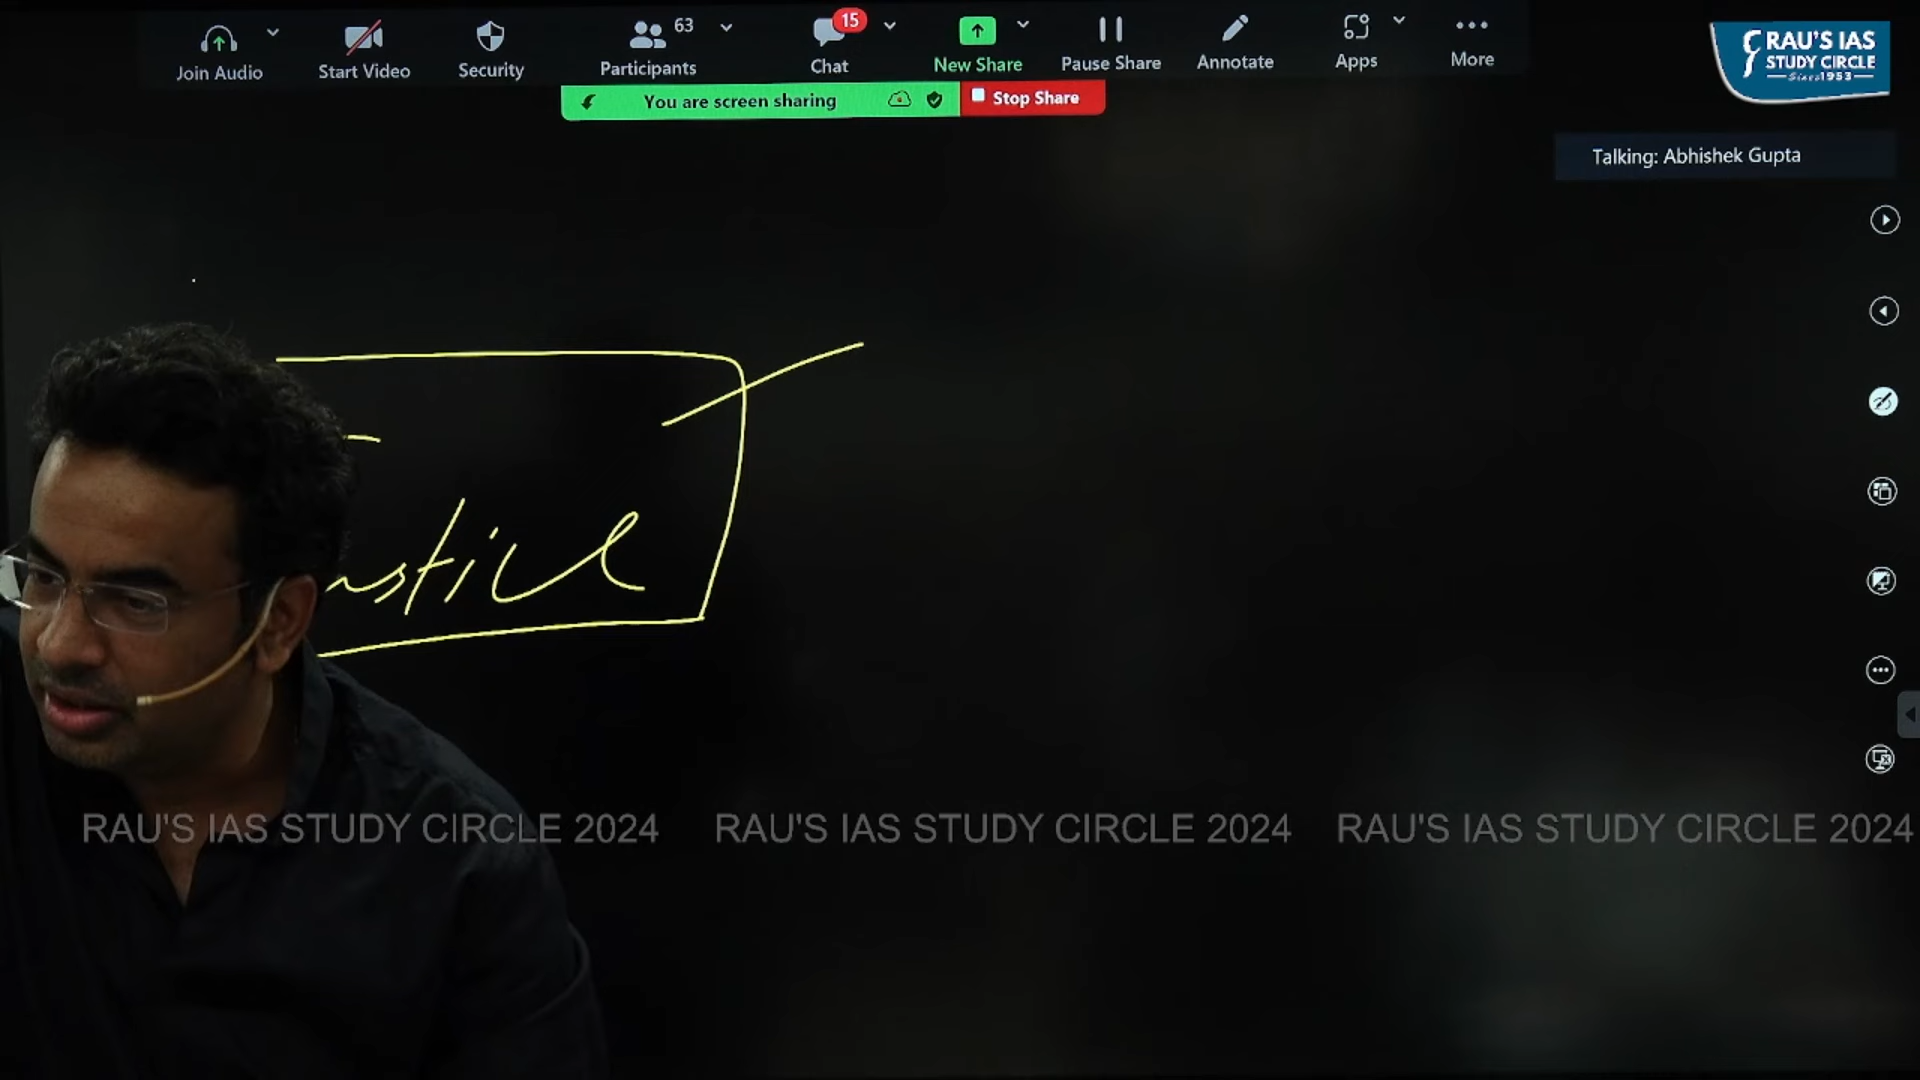 63
15
Join Audio
Start Video
Security
Participants
Chat
New Share
Pause Share
Annotate
Apps
More
You are screen sharing
Stop Share
RAU'S IAS
STUDY CIRCLE
Since 1953
Talking: Abhishek Gupta
RAU'S IAS STUDY CIRCLE 2024 RAU'S IAS STUDY CIRCLE 2024 RAU'S IAS STUDY CIRCLE 2024